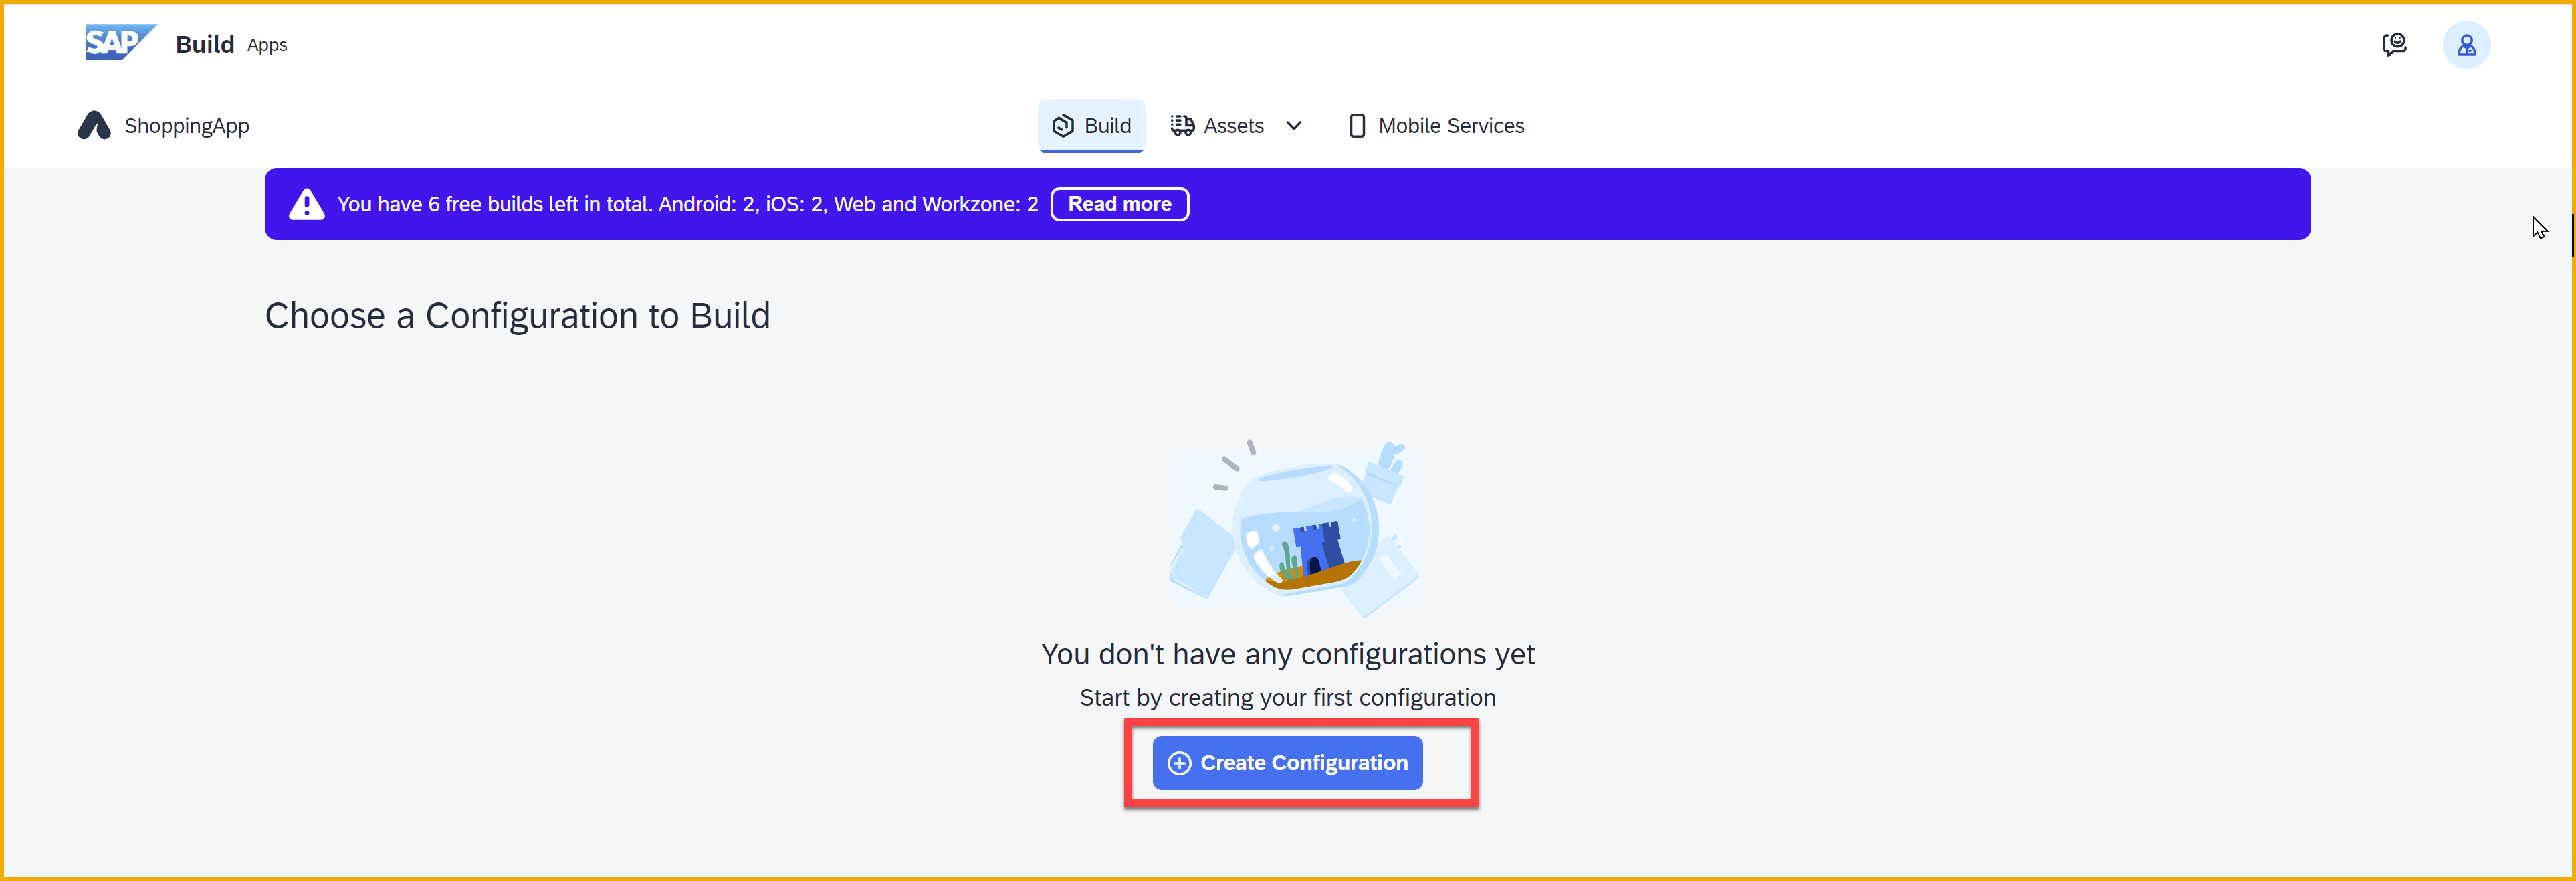 SAP Build Apps
ShoppingApp Build Assets Mobile Services
You have 6 free builds left in total. Android: 2, iOS: 2, Web and Workzone: 2 Read more
Choose a Configuration to Build
You don't have any configurations yet
Start by creating your first configuration
Create Configuration